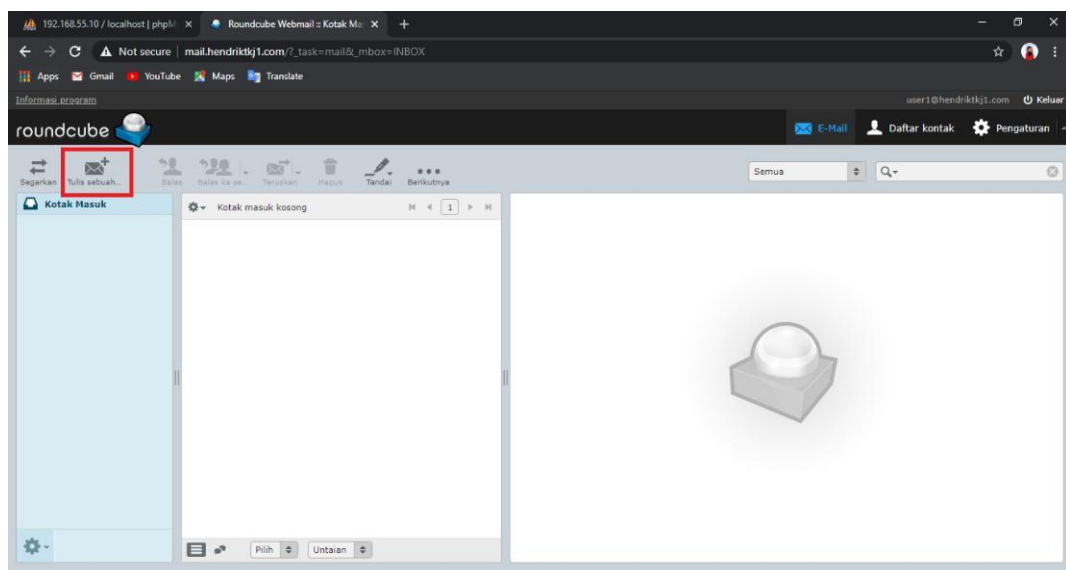 192.168.55.10 / localhost | phpM
Roundcube Webmail :: Kotak Ma
Not secure | mail.hendriktkj1.com/?_task=mail&_mbox=INBOX
Apps Gmail YouTube Maps Translate
Informasi program
user1@hendriktkj1.com Keluar
roundcube
E-Mail Daftar kontak Pengaturan
Segarkan Tulis sebuah... Balas Balas ke se... Teruskan Hapus Tandai Berikutnya
Semua
Kotak Masuk
Kotak masuk kosong
1
Pilih Untaian